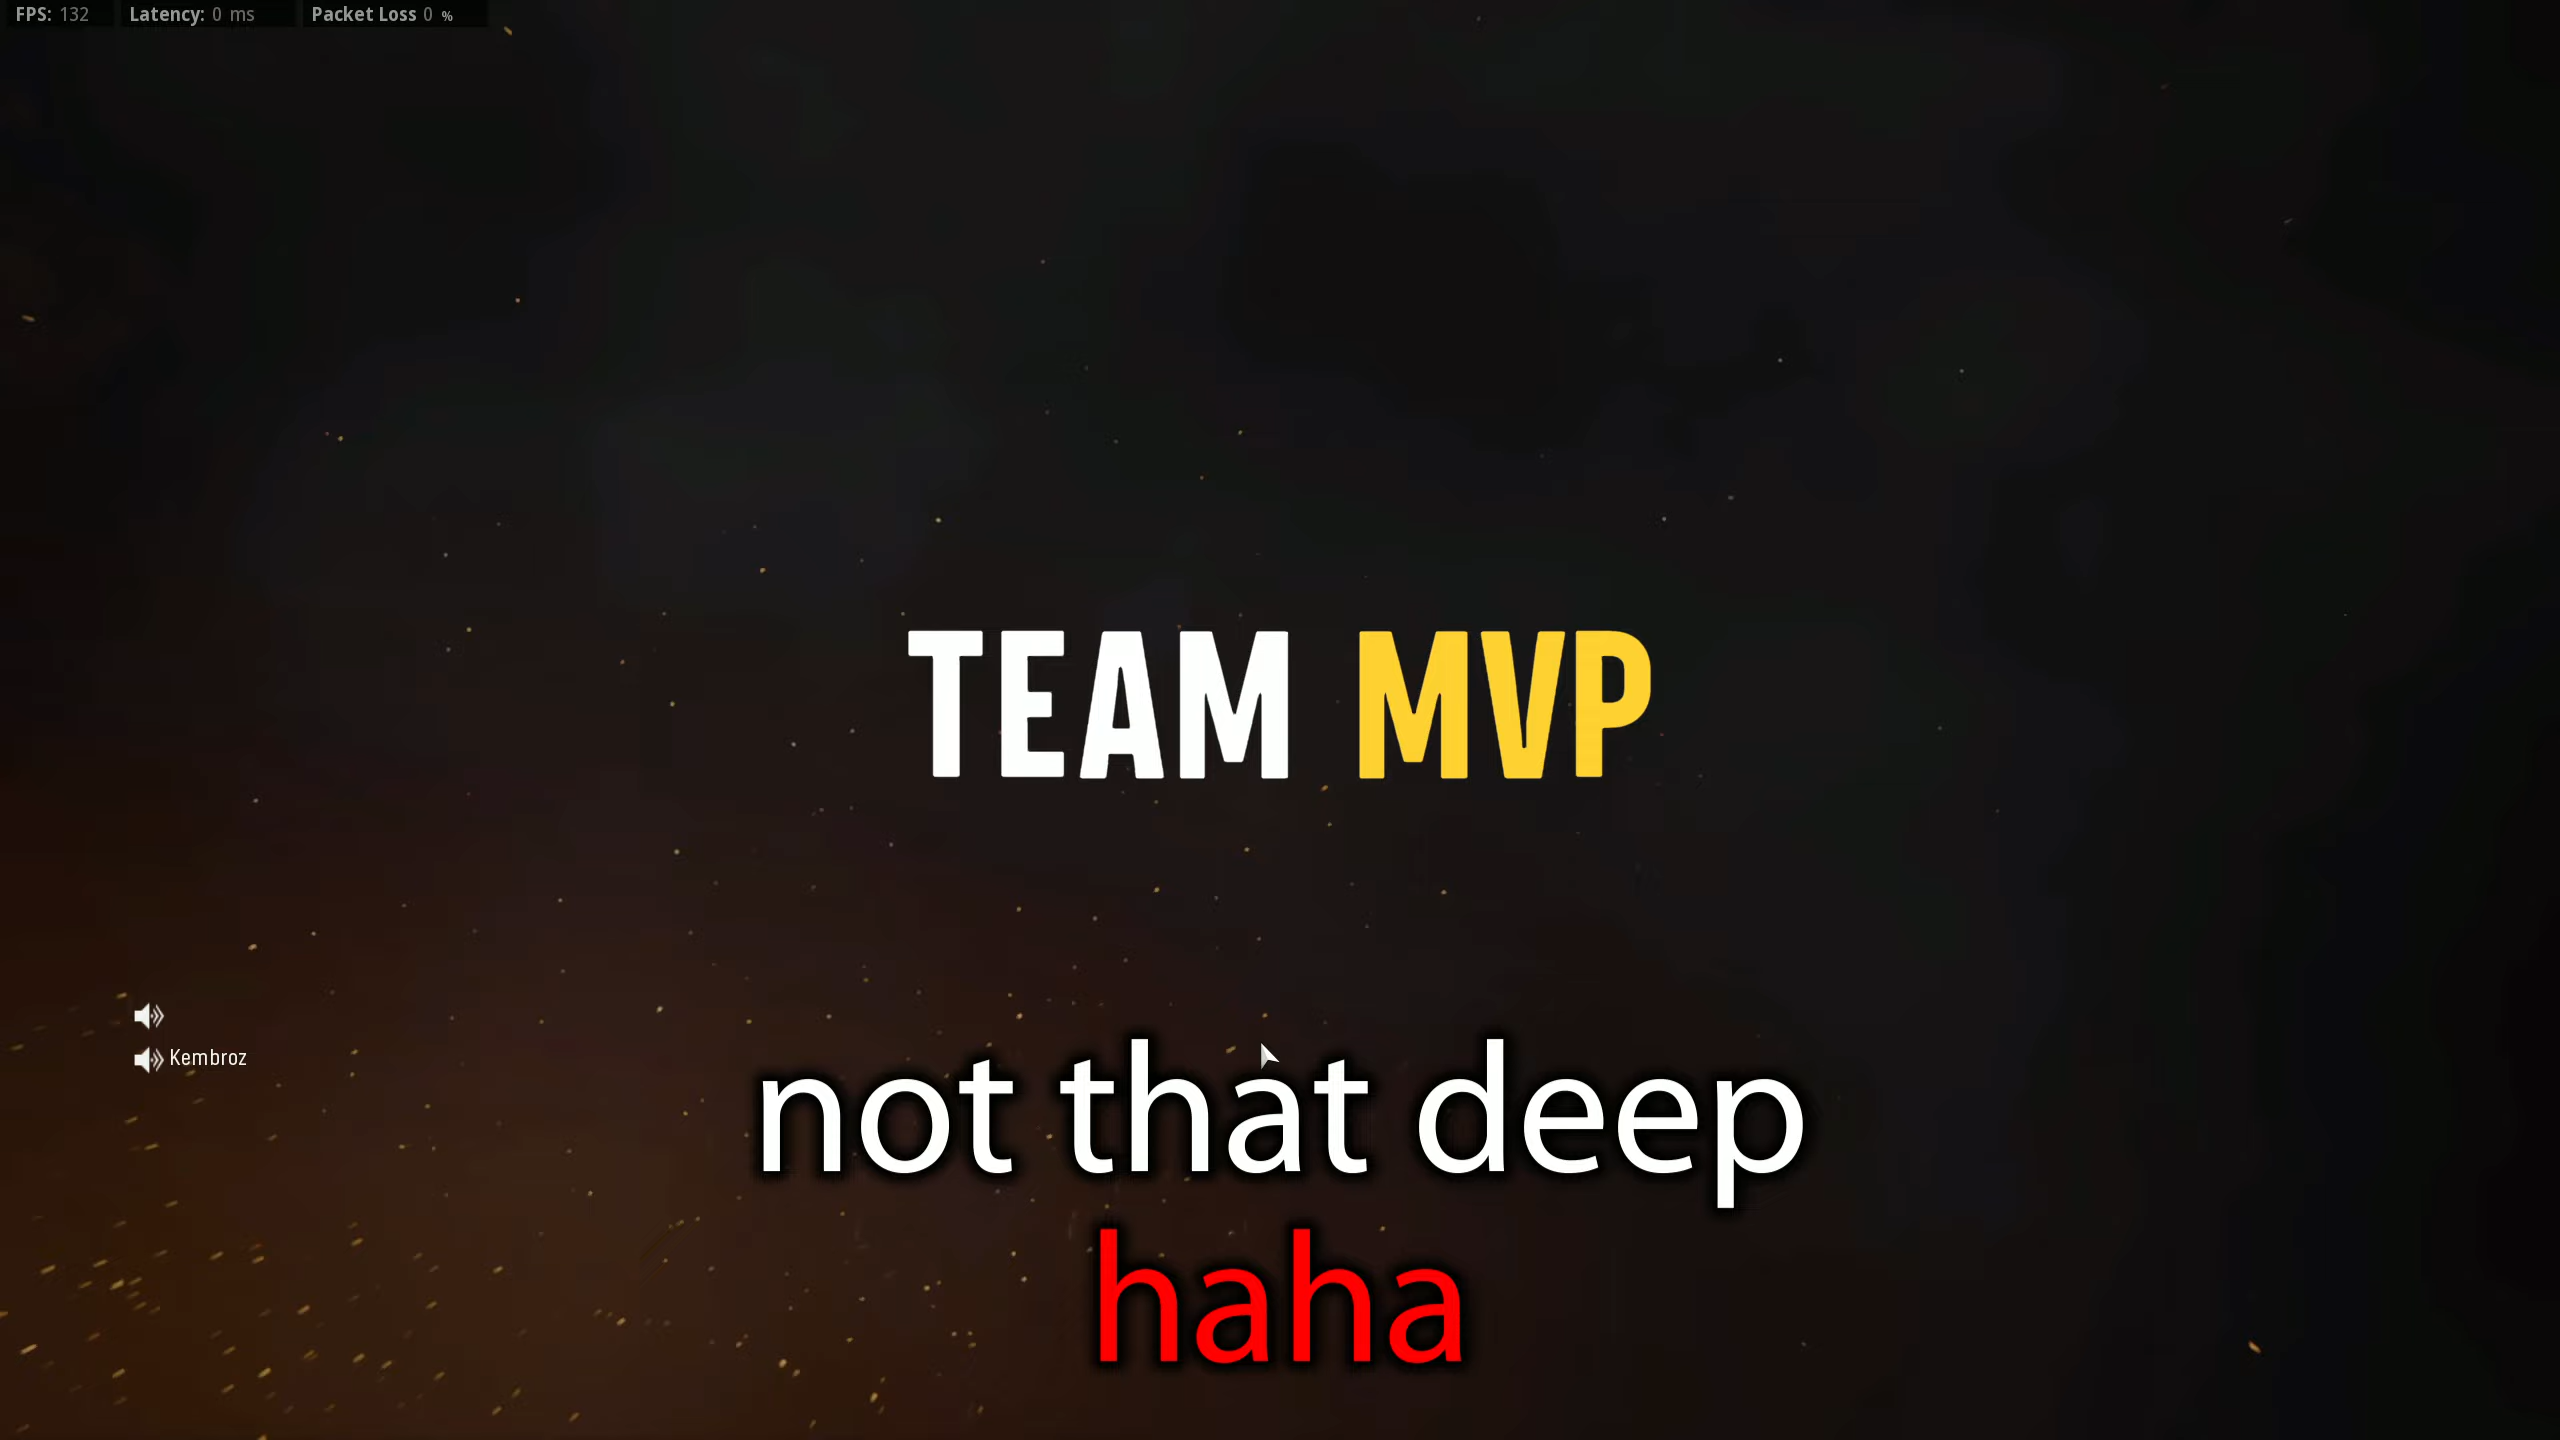 FPS: 132 Latency: 0 ms Packet Loss 0 %
TEAM MVP
Kembroz
not that deep
haha